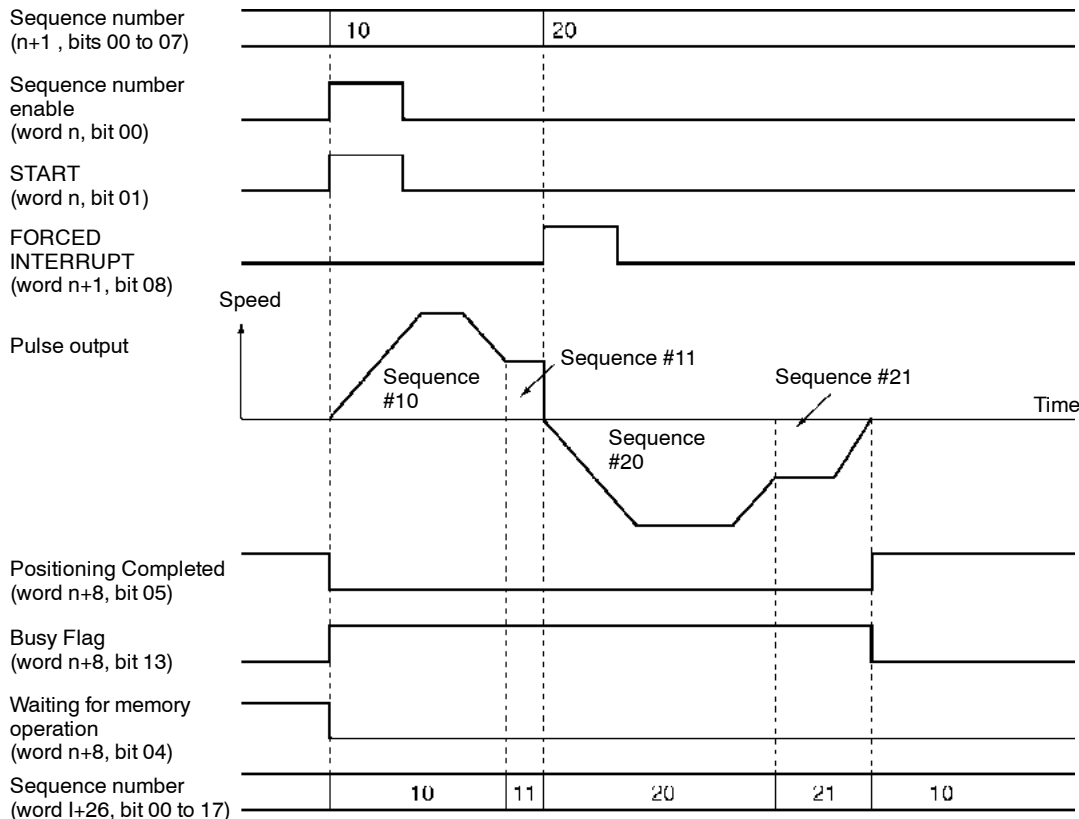 Sequence number
(n+1 , bits 00 to 07)
10
20
Sequence number
enable
(word n, bit 00)
START
(word n, bit 01)
FORCED
INTERRUPT
(word n+1, bit 08)
Speed
Pulse output
Sequence
#10
Sequence #11
Sequence #21
Time
Sequence
#20
Positioning Completed
(word n+8, bit 05)
Busy Flag
(word n+8, bit 13)
Waiting for memory
operation
(word n+8, bit 04)
Sequence number
(word I+26, bit 00 to 17)
10
11
20
21
10